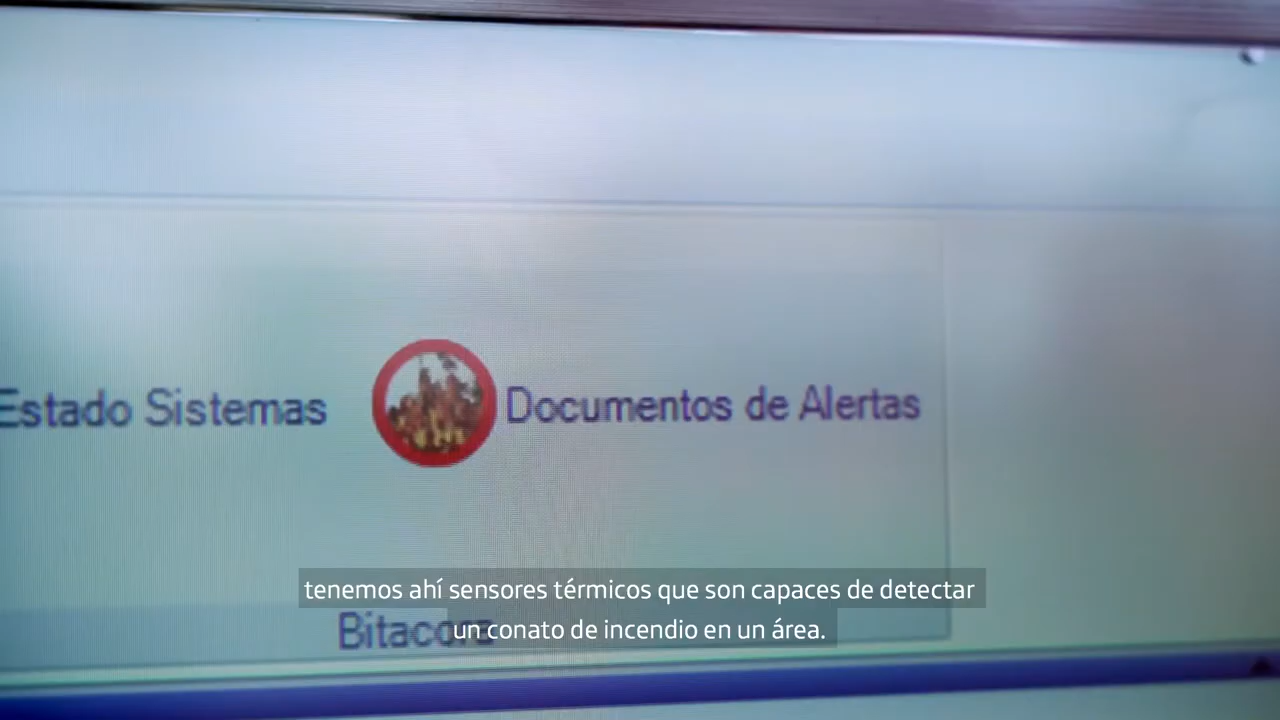 Estado Sistemas
Documentos de Alertas
Bitacora
tenemos ahí sensores térmicos que son capaces de detectar
un conato de incendio en un área.